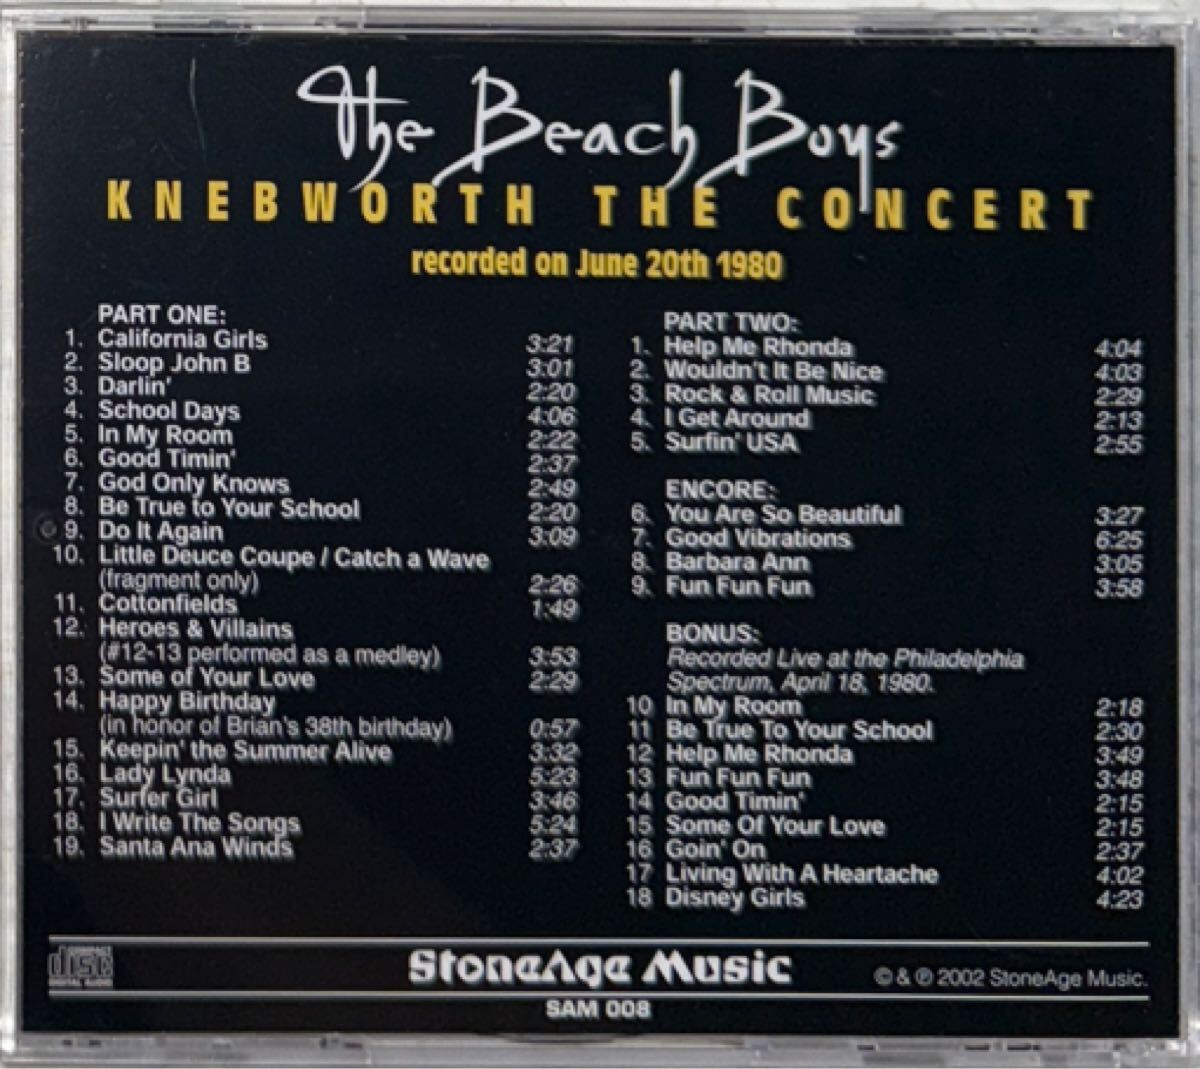 The Beach Boys
KNEBWORTH THE CONCERT
recorded on June 20th 1980
PART ONE:
1. California Girls 3:21
2. Sloop John B 3:01
3. Darlin' 2:20
4. School Days 4:06
5. In My Room 2:22
6. Good Timin' 2:37
7. God Only Knows 2:49
8. Be True to Your School 2:20
9. Do It Again 3:09
10. Little Deuce Coupe / Catch a Wave
(fragment only) 2:26
11. Cottonfields 1:49
12. Heroes & Villains
(#12-13 performed as a medley) 3:53
13. Some of Your Love 2:29
14. Happy Birthday
(in honor of Brian's 38th birthday) 0:57
15. Keepin' the Summer Alive 3:32
16. Lady Lynda 5:23
17. Surfer Girl 3:46
18. I Write The Songs 5:24
19. Santa Ana Winds 2:37
PART TWO:
1. Help Me Rhonda 4:04
2. Wouldn't It Be Nice 4:03
3. Rock & Roll Music 2:29
4. I Get Around 2:13
5. Surfin' USA 2:55
ENCORE:
6. You Are So Beautiful 3:27
7. Good Vibrations 6:25
8. Barbara Ann 3:05
9. Fun Fun Fun 3:58
BONUS:
Recorded Live at the Philadelphia
Spectrum, April 18, 1980.
10 In My Room 2:18
11 Be True To Your School 2:30
12 Help Me Rhonda 3:49
13 Fun Fun Fun 3:48
14 Good Timin' 2:15
15 Some Of Your Love 2:15
16 Goin' On 2:37
17 Living With A Heartache 4:02
18 Disney Girls 4:23
COMPACT
disc
DIGITAL AUDIO
StoneAge Music
© & ℗ 2002 StoneAge Music.
SAM 008